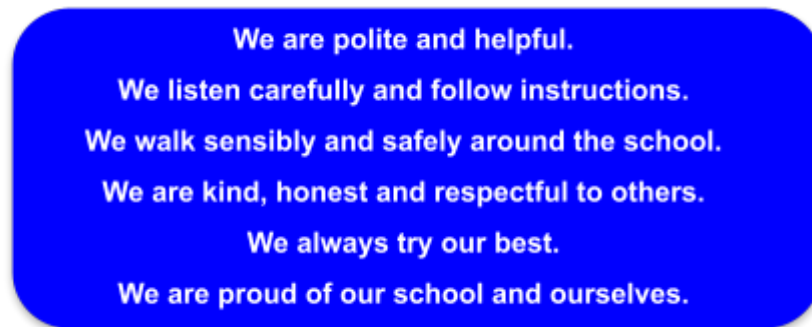 We are polite and helpful.
We listen carefully and follow instructions.
We walk sensibly and safely around the school.
We are kind, honest and respectful to others.
We always try our best.
We are proud of our school and ourselves.